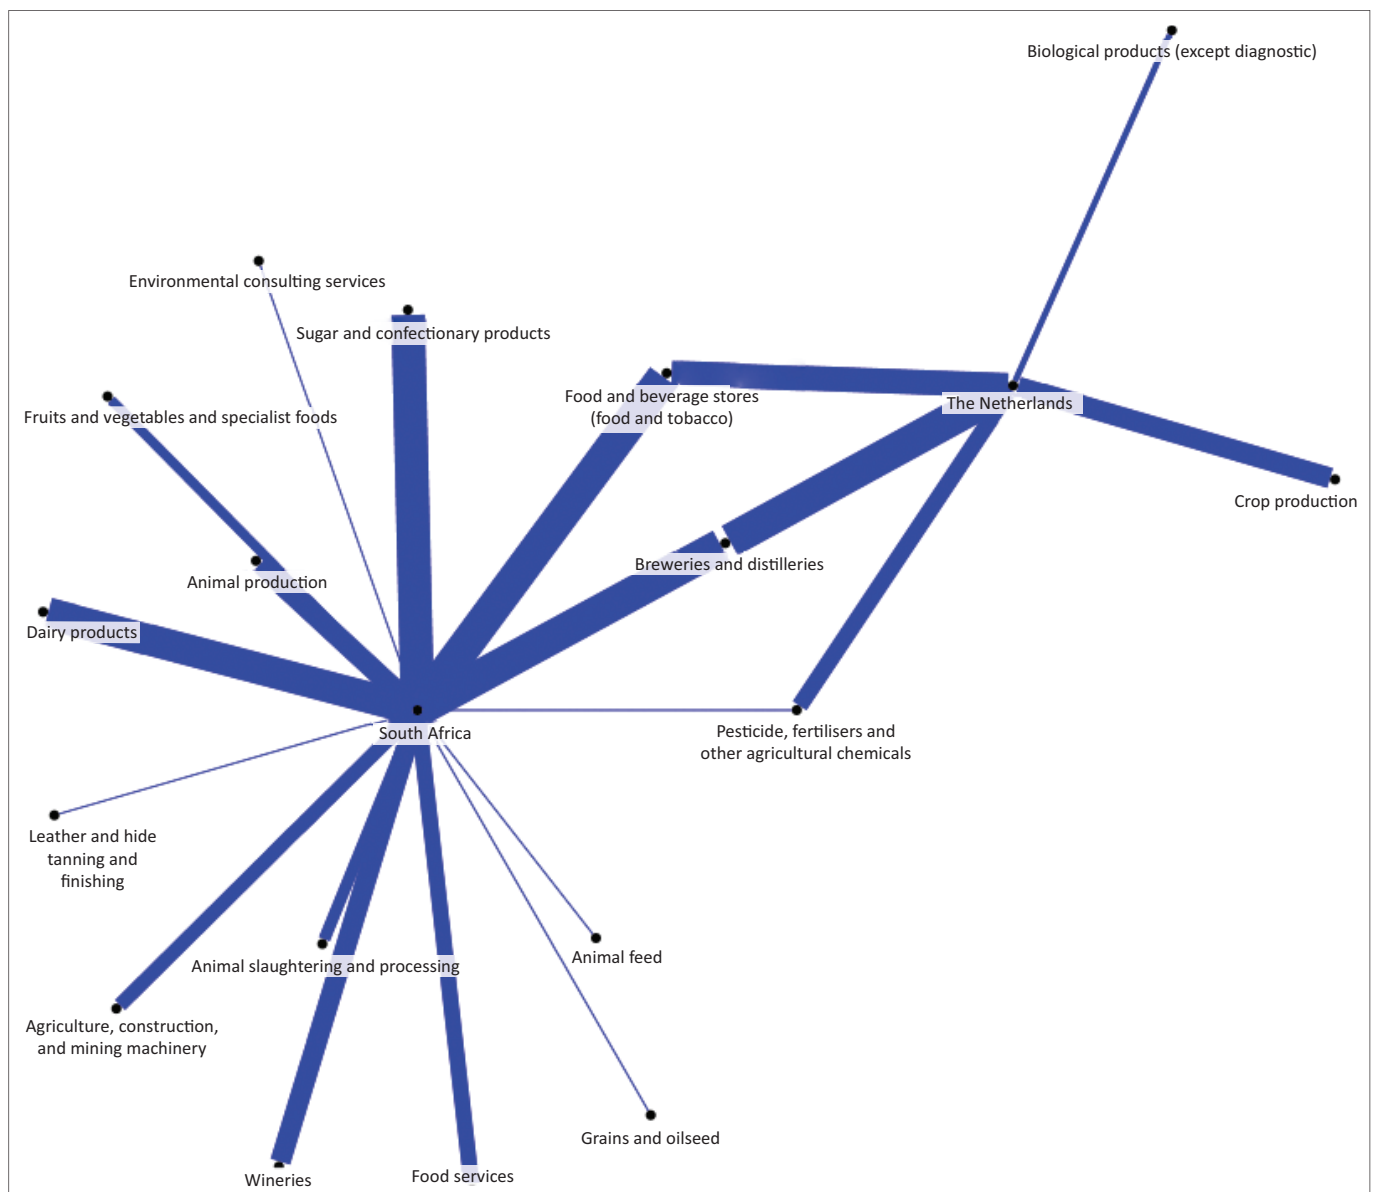 Biological products (except diagnostic)
Environmental consulting services
Sugar and confectionary products
Food and beverage stores
(food and tobacco)
The Netherlands
Fruits and vegetables and specialist foods
Crop production
Breweries and distilleries
Animal production
Dairy products
South Africa
Pesticide, fertilisers and
other agricultural chemicals
Leather and hide
tanning and
finishing
Animal feed
Animal slaughtering and processing
Agriculture, construction,
and mining machinery
Grains and oilseed
Wineries
Food services